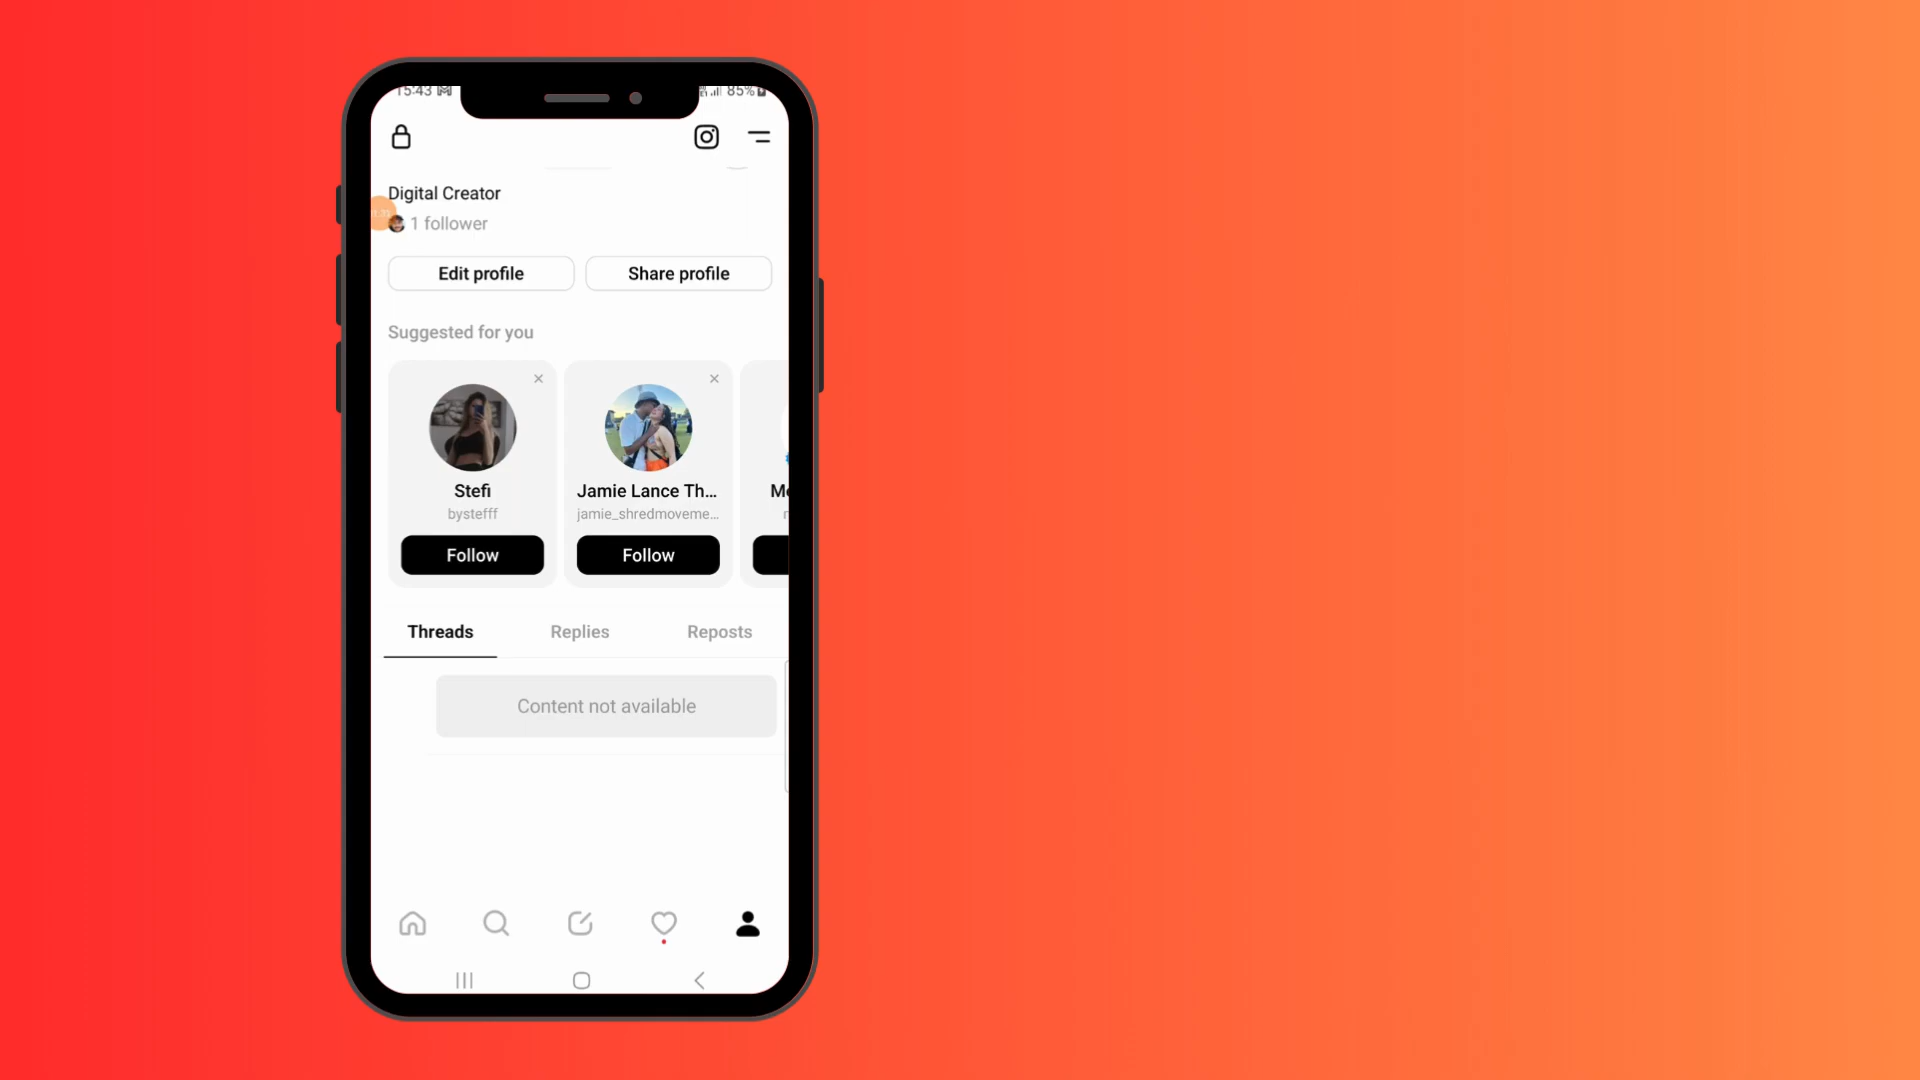 15:43 85%
Digital Creator
1 follower
Edit profile Share profile
Suggested for you
Stefi Jamie Lance Th...
bystefff jamie_shredmoveme...
Follow Follow
Threads Replies Reposts
Content not available